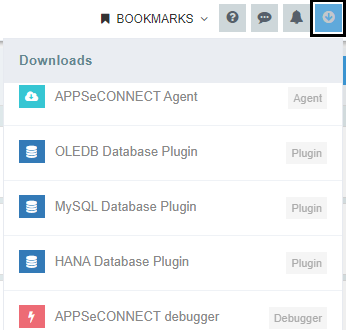 BOOKMARKS
Downloads
APPSeCONNECT Agent Agent
OLEDB Database Plugin Plugin
MySQL Database Plugin Plugin
HANA Database Plugin Plugin
APPSeCONNECT debugger Debugger